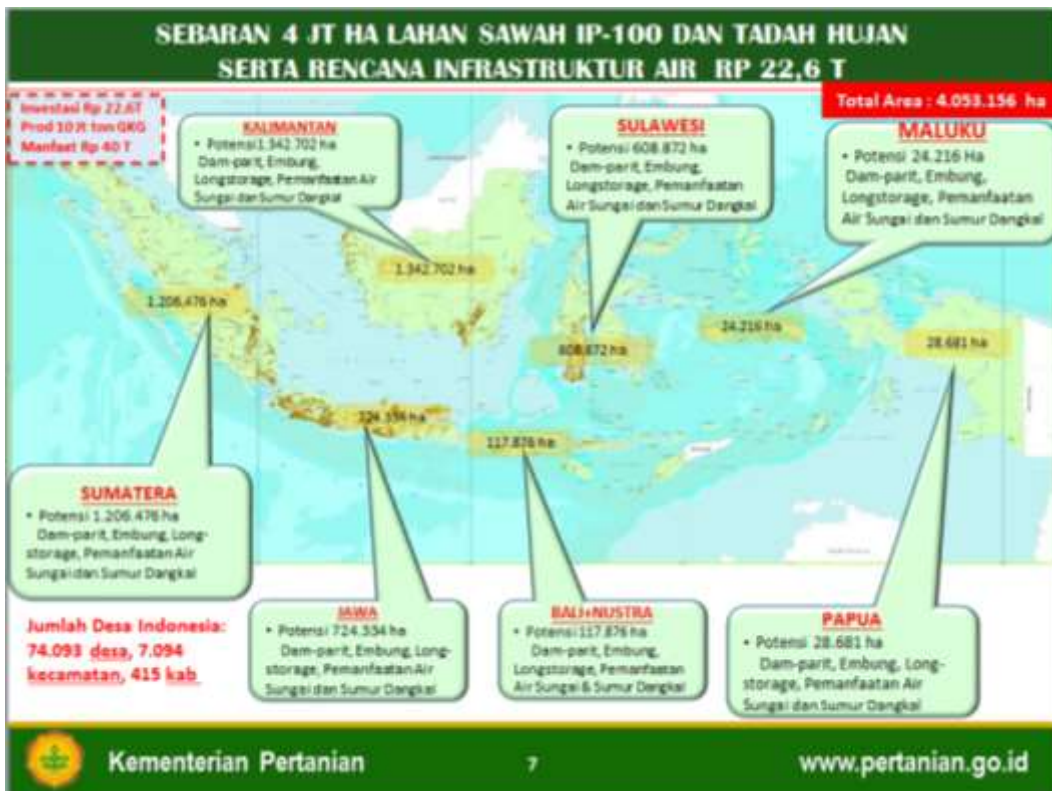 SEBARAN 4 JT HA LAHAN SAWAH IP-100 DAN TADAH HUJAN
SERTA RENCANA INFRASTRUKTUR AIR RP 22,6 T
Investasi Rp 22.6T
Prod 10 Jt ton GKG
Manfaat Rp 40 T
Total Area : 4.053.156 ha
KALIMANTAN
• Potensi 1.342.702 ha
Dam-parit, Embung,
Longstorage, Pemanfaatan Air
Sungai dan Sumur Dangkal
SULAWESI
• Potensi 608.872 ha
Dam-parit, Embung,
Longstorage, Pemanfaatan
Air Sungai dan Sumur Dangkal
MALUKU
• Potensi 24.216 Ha
Dam-parit, Embung,
Longstorage, Pemanfaatan
Air Sungai dan Sumur Dangkal
1.342.702 ha
1.206.476 ha
608.872 ha
24.216 ha
28.681 ha
724.334 ha
117.876 ha
SUMATERA
• Potensi 1.206.476 ha
Dam-parit, Embung, Long-
storage, Pemanfaatan Air
Sungai dan Sumur Dangkal
JAWA
• Potensi 724.334 ha
Dam-parit, Embung, Long-
storage, Pemanfaatan Air
Sungai dan Sumur Dangkal
BALI+NUSTRA
• Potensi 117.876 ha
Dam-parit, Embung,
Longstorage, Pemanfaatan
Air Sungai & Sumur Dangkal
PAPUA
• Potensi 28.681 ha
Dam-parit, Embung, Long-
storage, Pemanfaatan Air
Sungai dan Sumur Dangkal
Jumlah Desa Indonesia:
74.093 desa, 7.094
kecamatan, 415 kab
Kementerian Pertanian
7
www.pertanian.go.id